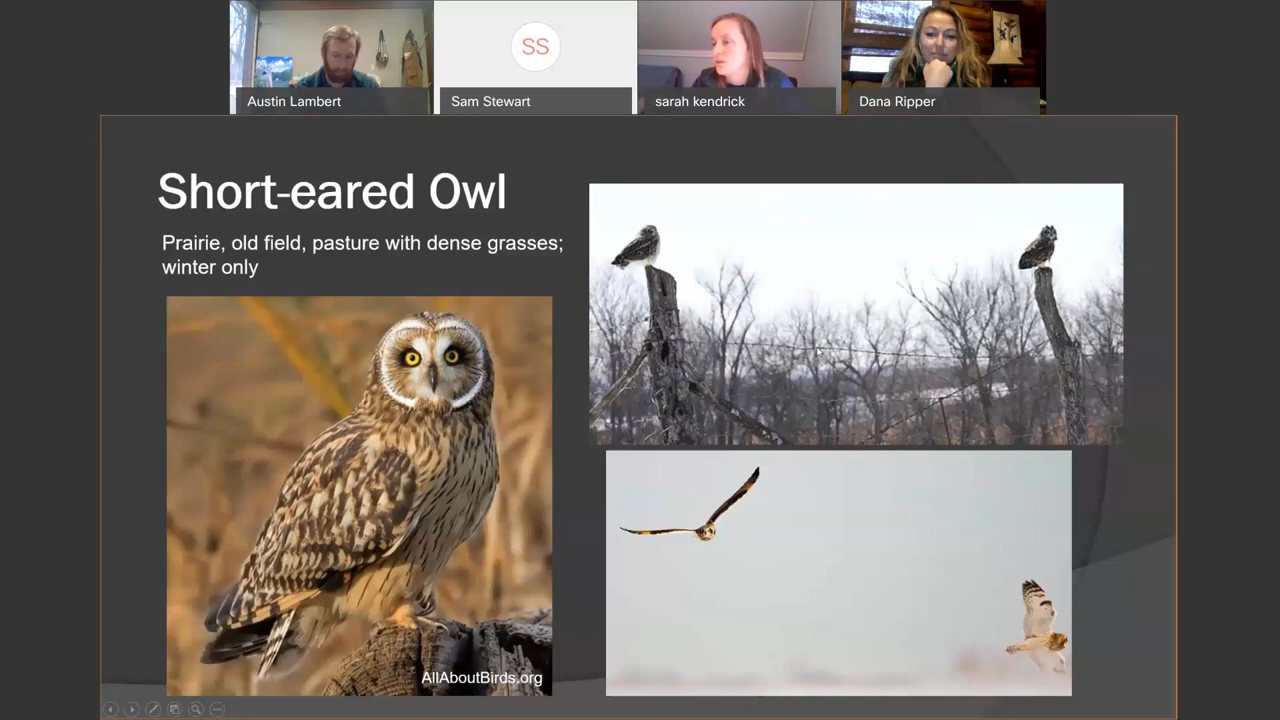 SS
Austin Lambert
Sam Stewart
sarah kendrick
Dana Ripper
Short-eared Owl
Prairie, old field, pasture with dense grasses;
winter only
AllAboutBirds.org